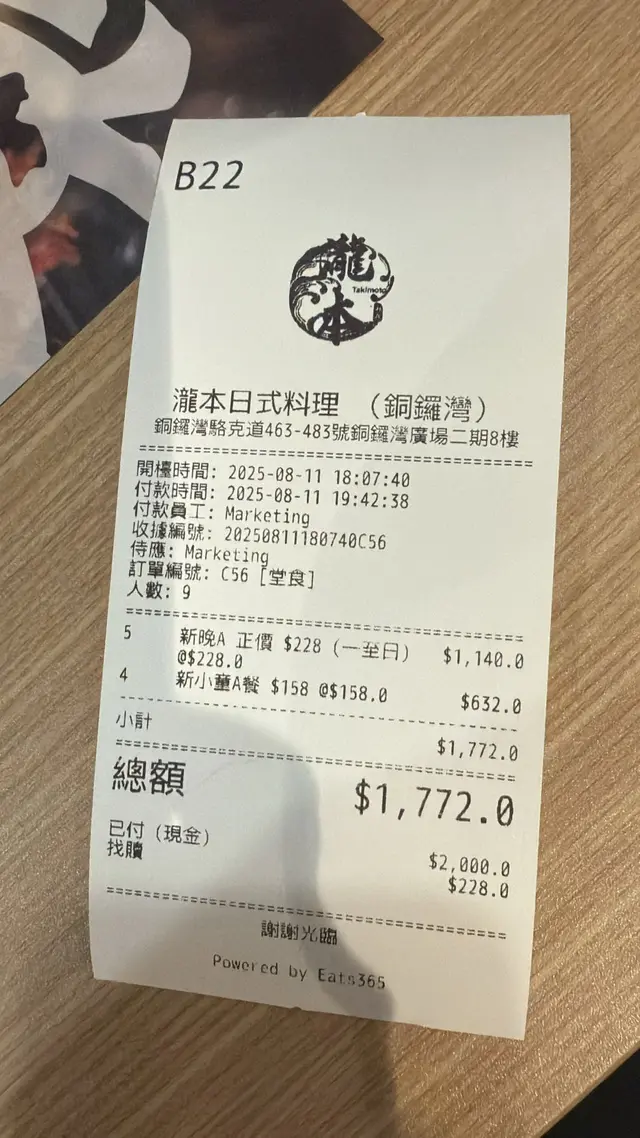 B22
瀧
Takimoto
本
瀧本日式料理 （銅鑼灣）
銅鑼灣駱克道463-483號銅鑼灣廣場二期8樓
開檯時間: 2025-08-11 18:07:40
付款時間: 2025-08-11 19:42:38
付款員工: Marketing
收據編號: 20250811180740C56
侍應: Marketing
訂單編號: C56 [堂食]
人數: 9
5 新晚A 正價 $228 (一至日) $1,140.0
@$228.0
4 新小童A餐 $158 @$158.0 $632.0
小計 $1,772.0
總額 $1,772.0
已付 (現金) $2,000.0
找贖 $228.0
謝謝光臨
Powered by Eats365